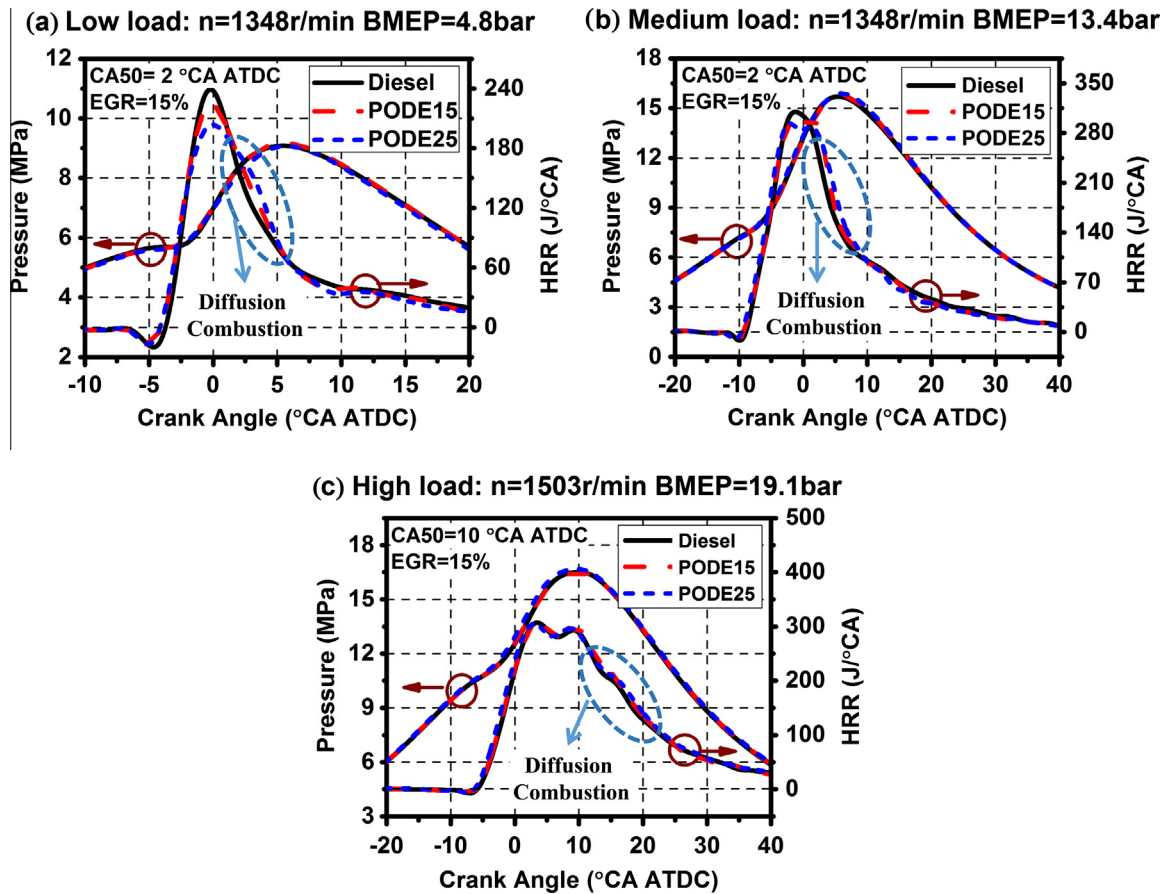 (a) Low load: n=1348r/min BMEP=4.8bar
CA50= 2 °CA ATDC
EGR=15%
Diesel
PODE15
PODE25
Diffusion
Combustion
Pressure (MPa)
12
11
10
9
8
7
6
5
4
3
2
HRR (J/°CA)
240
180
120
60
0
-10 -5 0 5 10 15 20
Crank Angle (°CA ATDC)
(b) Medium load: n=1348r/min BMEP=13.4bar
CA50=2 °CA ATDC
EGR=15%
Diesel
PODE15
PODE25
Diffusion
Combustion
Pressure (MPa)
18
15
12
9
6
3
0
HRR (J/°CA)
350
280
210
140
70
0
-20 -10 0 10 20 30 40
Crank Angle (°CA ATDC)
(c) High load: n=1503r/min BMEP=19.1bar
CA50=10 °CA ATDC
EGR=15%
Diesel
PODE15
PODE25
Diffusion
Combustion
Pressure (MPa)
18
15
12
9
6
3
HRR (J/°CA)
500
400
300
200
100
0
-20 -10 0 10 20 30 40
Crank Angle (°CA ATDC)